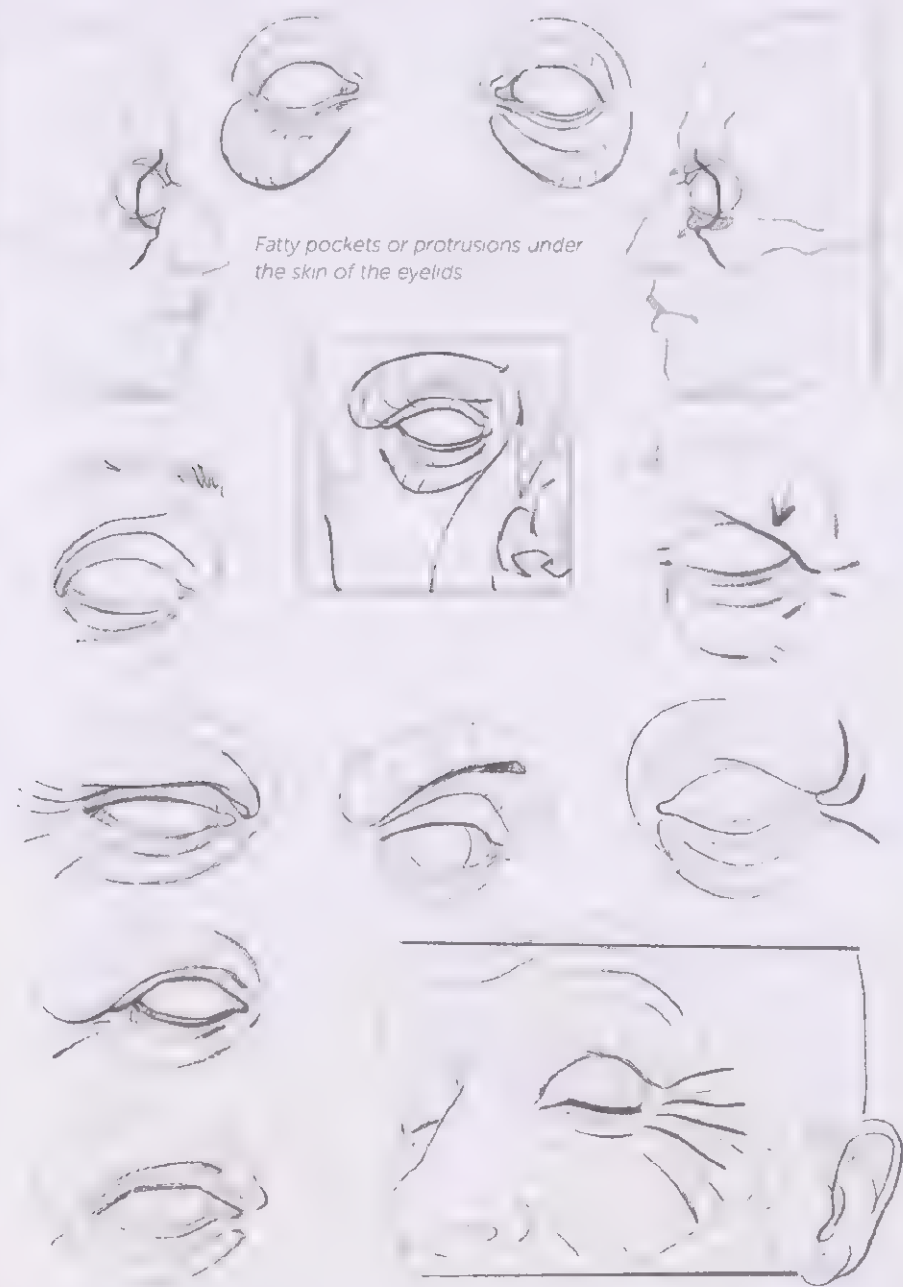 Fatty pockets or protrusions under
the skin of the eyelids